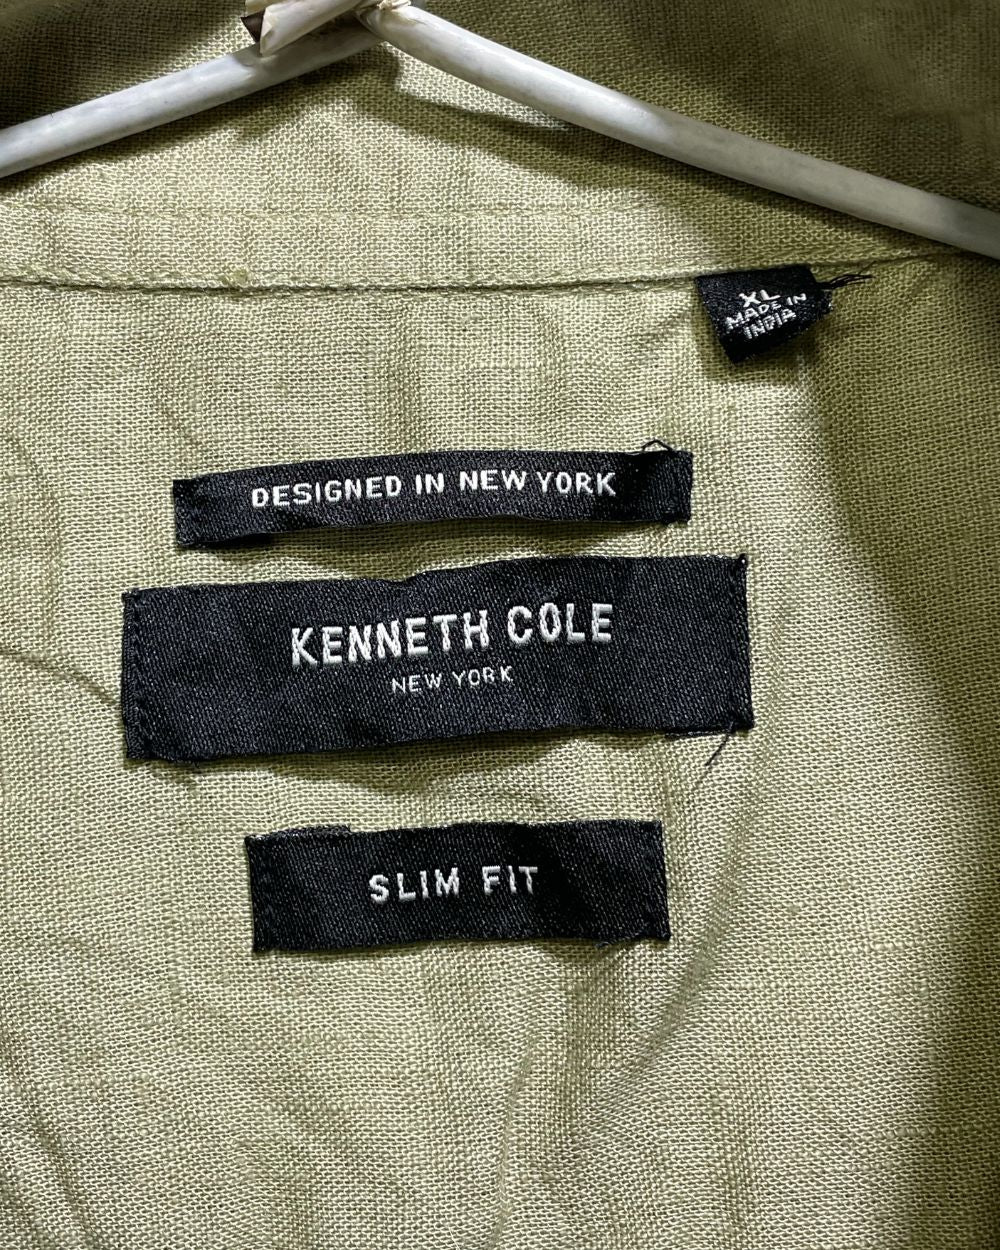 XL
MADE IN
INDIA
DESIGNED IN NEW YORK
KENNETH COLE
NEW YORK
SLIM FIT